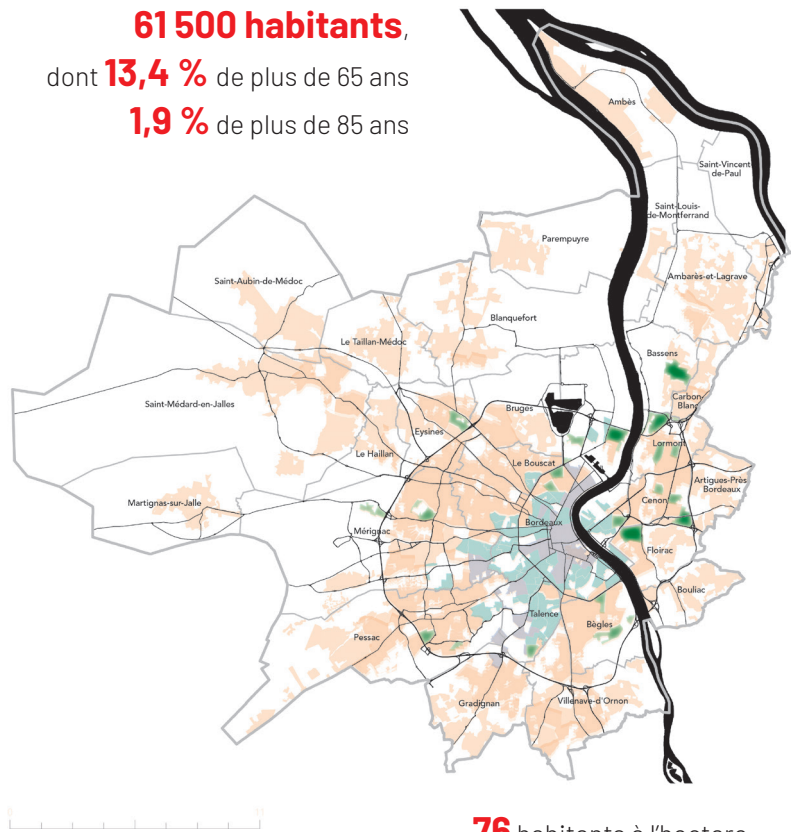 61 500 habitants,
dont 13,4 % de plus de 65 ans
1,9 % de plus de 85 ans
Ambès
Saint-Vincent
de-Paul
Saint-Louis-
de-Montferrand
Parempuyre
Ambarès-et-Lagrave
Saint-Aubin-de-Médoc
Blanquefort
Le Taillan-Médoc
Bassens
Carbon-
Blanc
Saint-Médard-en-Jalles
Bruges
Eysines
Lormont
Le Haillan
Le Bouscat
Artigues-Près
Bordeaux
Cenon
Martignas-sur-Jalle
Bordeaux
Mérignac
Floirac
Bouliac
Talence
Bègles
Pessac
Gradignan
Villenave-d'Ornon
76 habitants à l'hectare